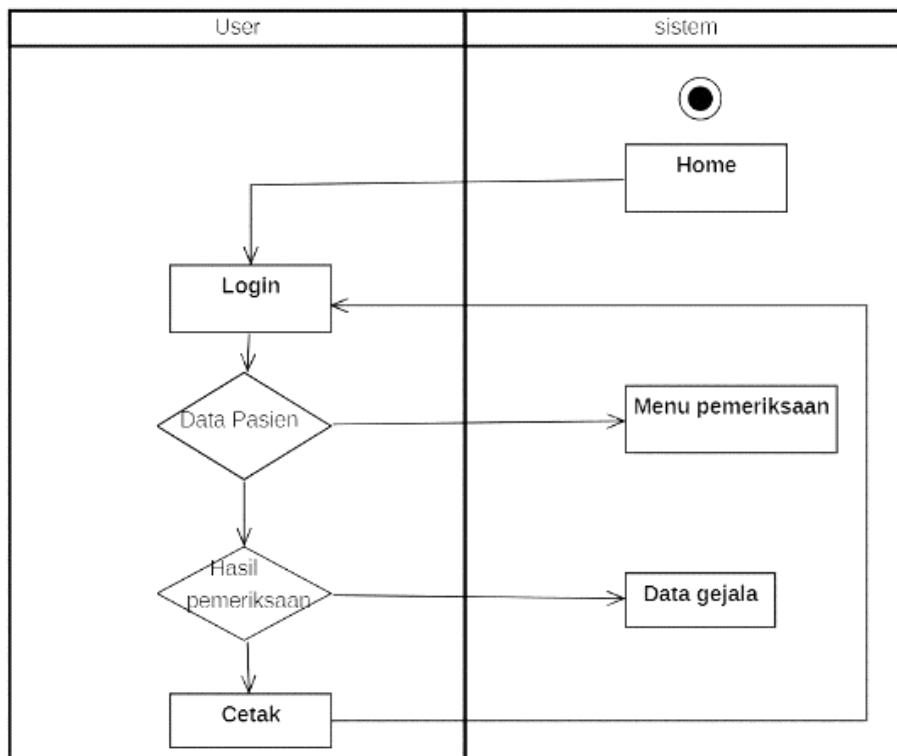 User
sistem
Home
Login
Data Pasien
Menu pemeriksaan
Hasil
pemeriksaan
Data gejala
Cetak